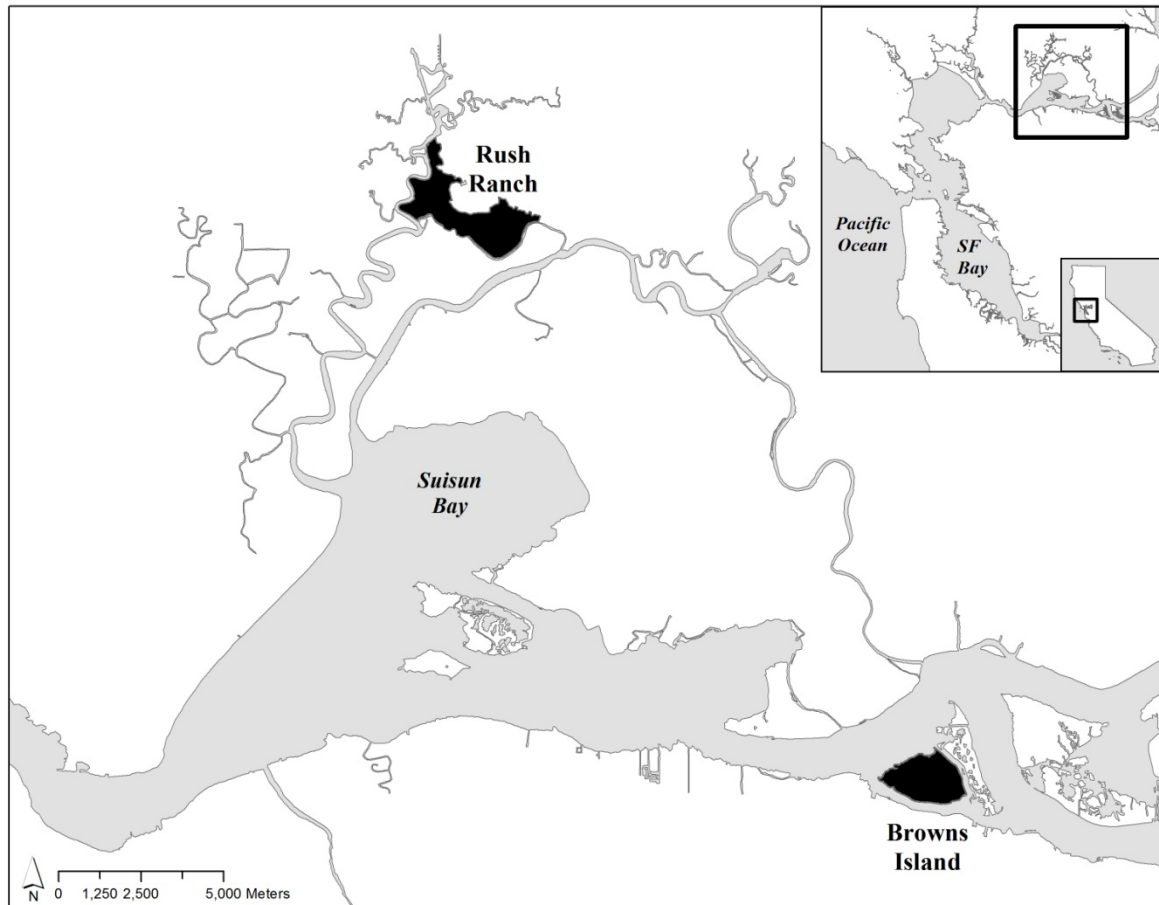 Rush
Ranch
Pacific
Ocean
SF
Bay
Suisun
Bay
Browns
Island
N
0 1,250 2,500 5,000 Meters